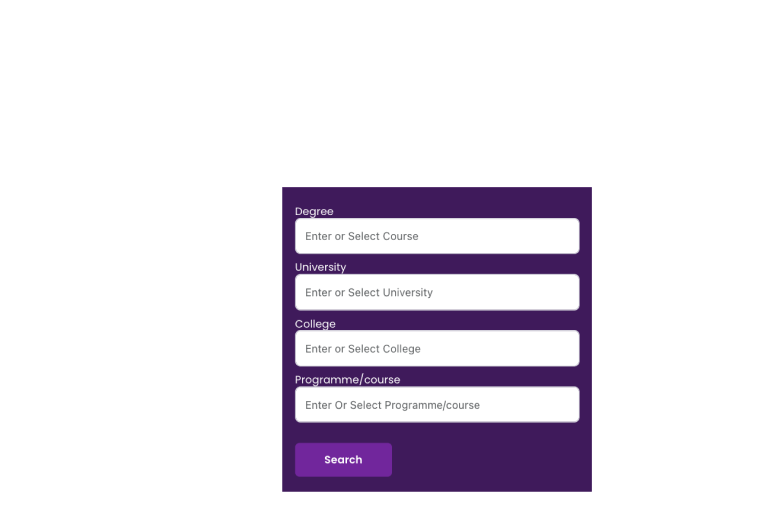 Degree
Enter or Select Course
University
Enter or Select University
College
Enter or Select College
Programme/course
Enter Or Select Programme/course
Search